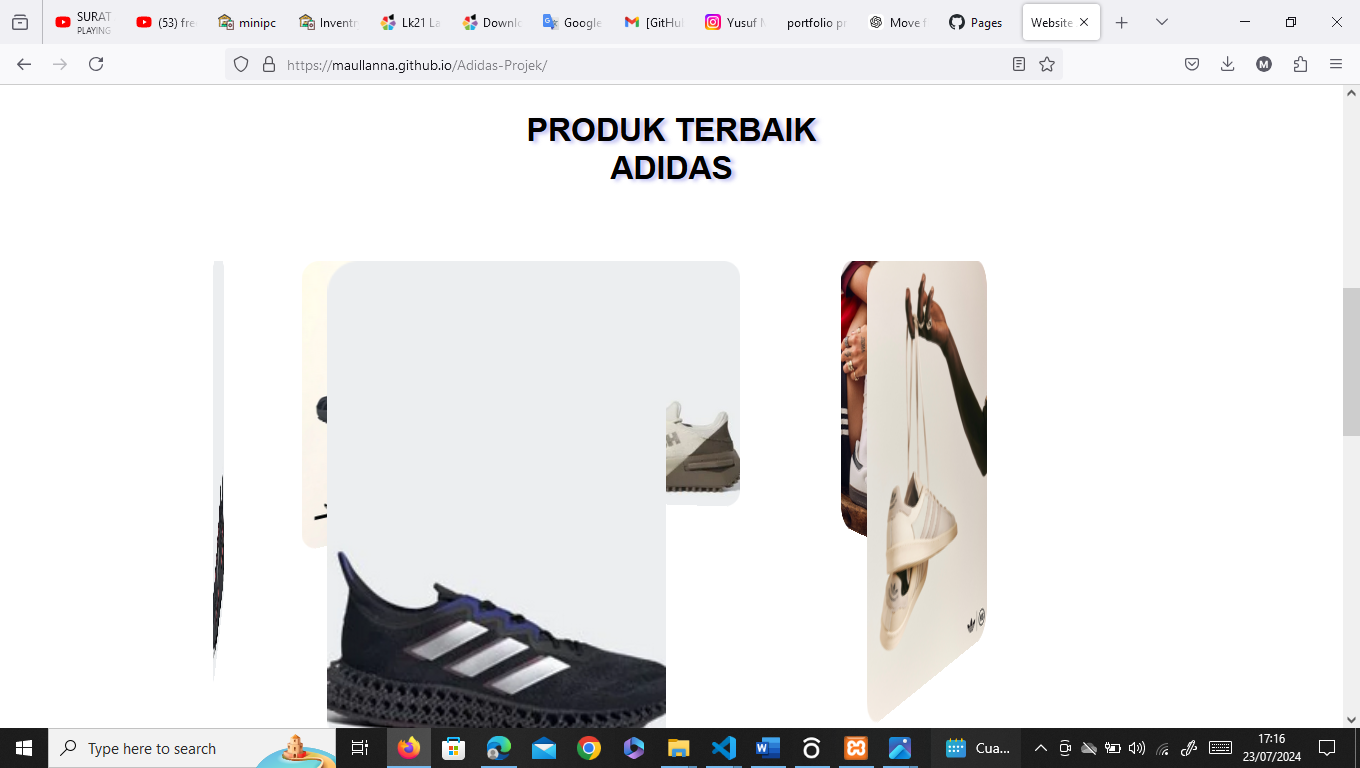 SURAT
PLAYING
(53) fre
minipc
Invent
Lk21 La
Downlo
Google
[GitHu
Yusuf M
portfolio pr
Move f
Pages
Website
https://maullanna.github.io/Adidas-Projek/
M
PRODUK TERBAIK
ADIDAS
Type here to search
Cua...
17:16
23/07/2024